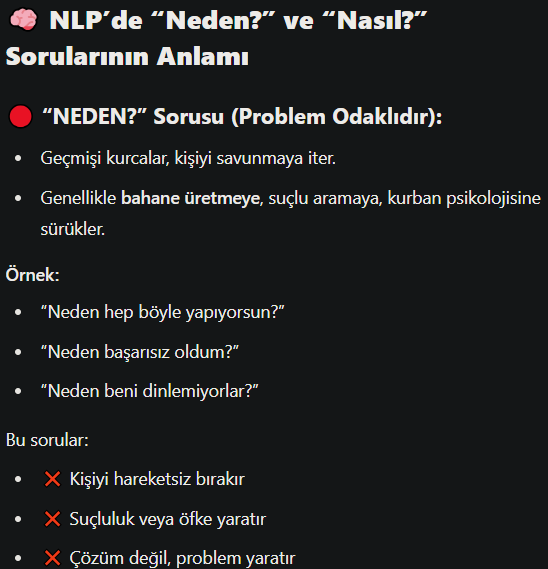 🧠 NLP’de “Neden?” ve “Nasıl?”
Sorularının Anlamı
🔴 “NEDEN?” Sorusu (Problem Odaklıdır):
• Geçmişi kurcalar, kişiyi savunmaya iter.
• Genellikle bahane üretmeye, suçlu aramaya, kurban psikolojisine
sürükler.
Örnek:
• “Neden hep böyle yapıyorsun?”
• “Neden başarısız oldum?”
• “Neden beni dinlemiyorlar?”
Bu sorular:
• ❌ Kişiyi hareketsiz bırakır
• ❌ Suçluluk veya öfke yaratır
• ❌ Çözüm değil, problem yaratır